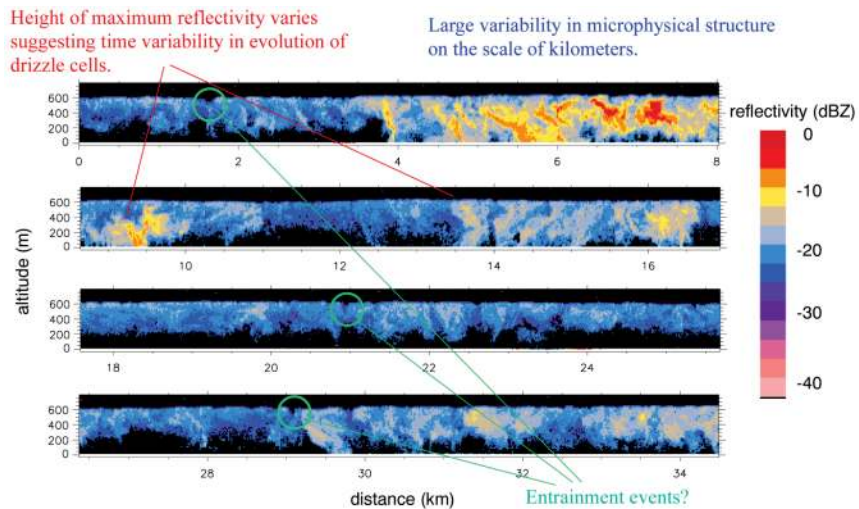 Height of maximum reflectivity varies
suggesting time variability in evolution of
drizzle cells.
Large variability in microphysical structure
on the scale of kilometers.
600
400
200
0
0 2 4 6 8
reflectivity (dBZ)
0
-10
-20
-30
-40
altitude (m)
600
400
200
0
10 12 14 16
600
400
200
0
18 20 22 24
600
400
200
0
28 30 32 34
distance (km)
Entrainment events?